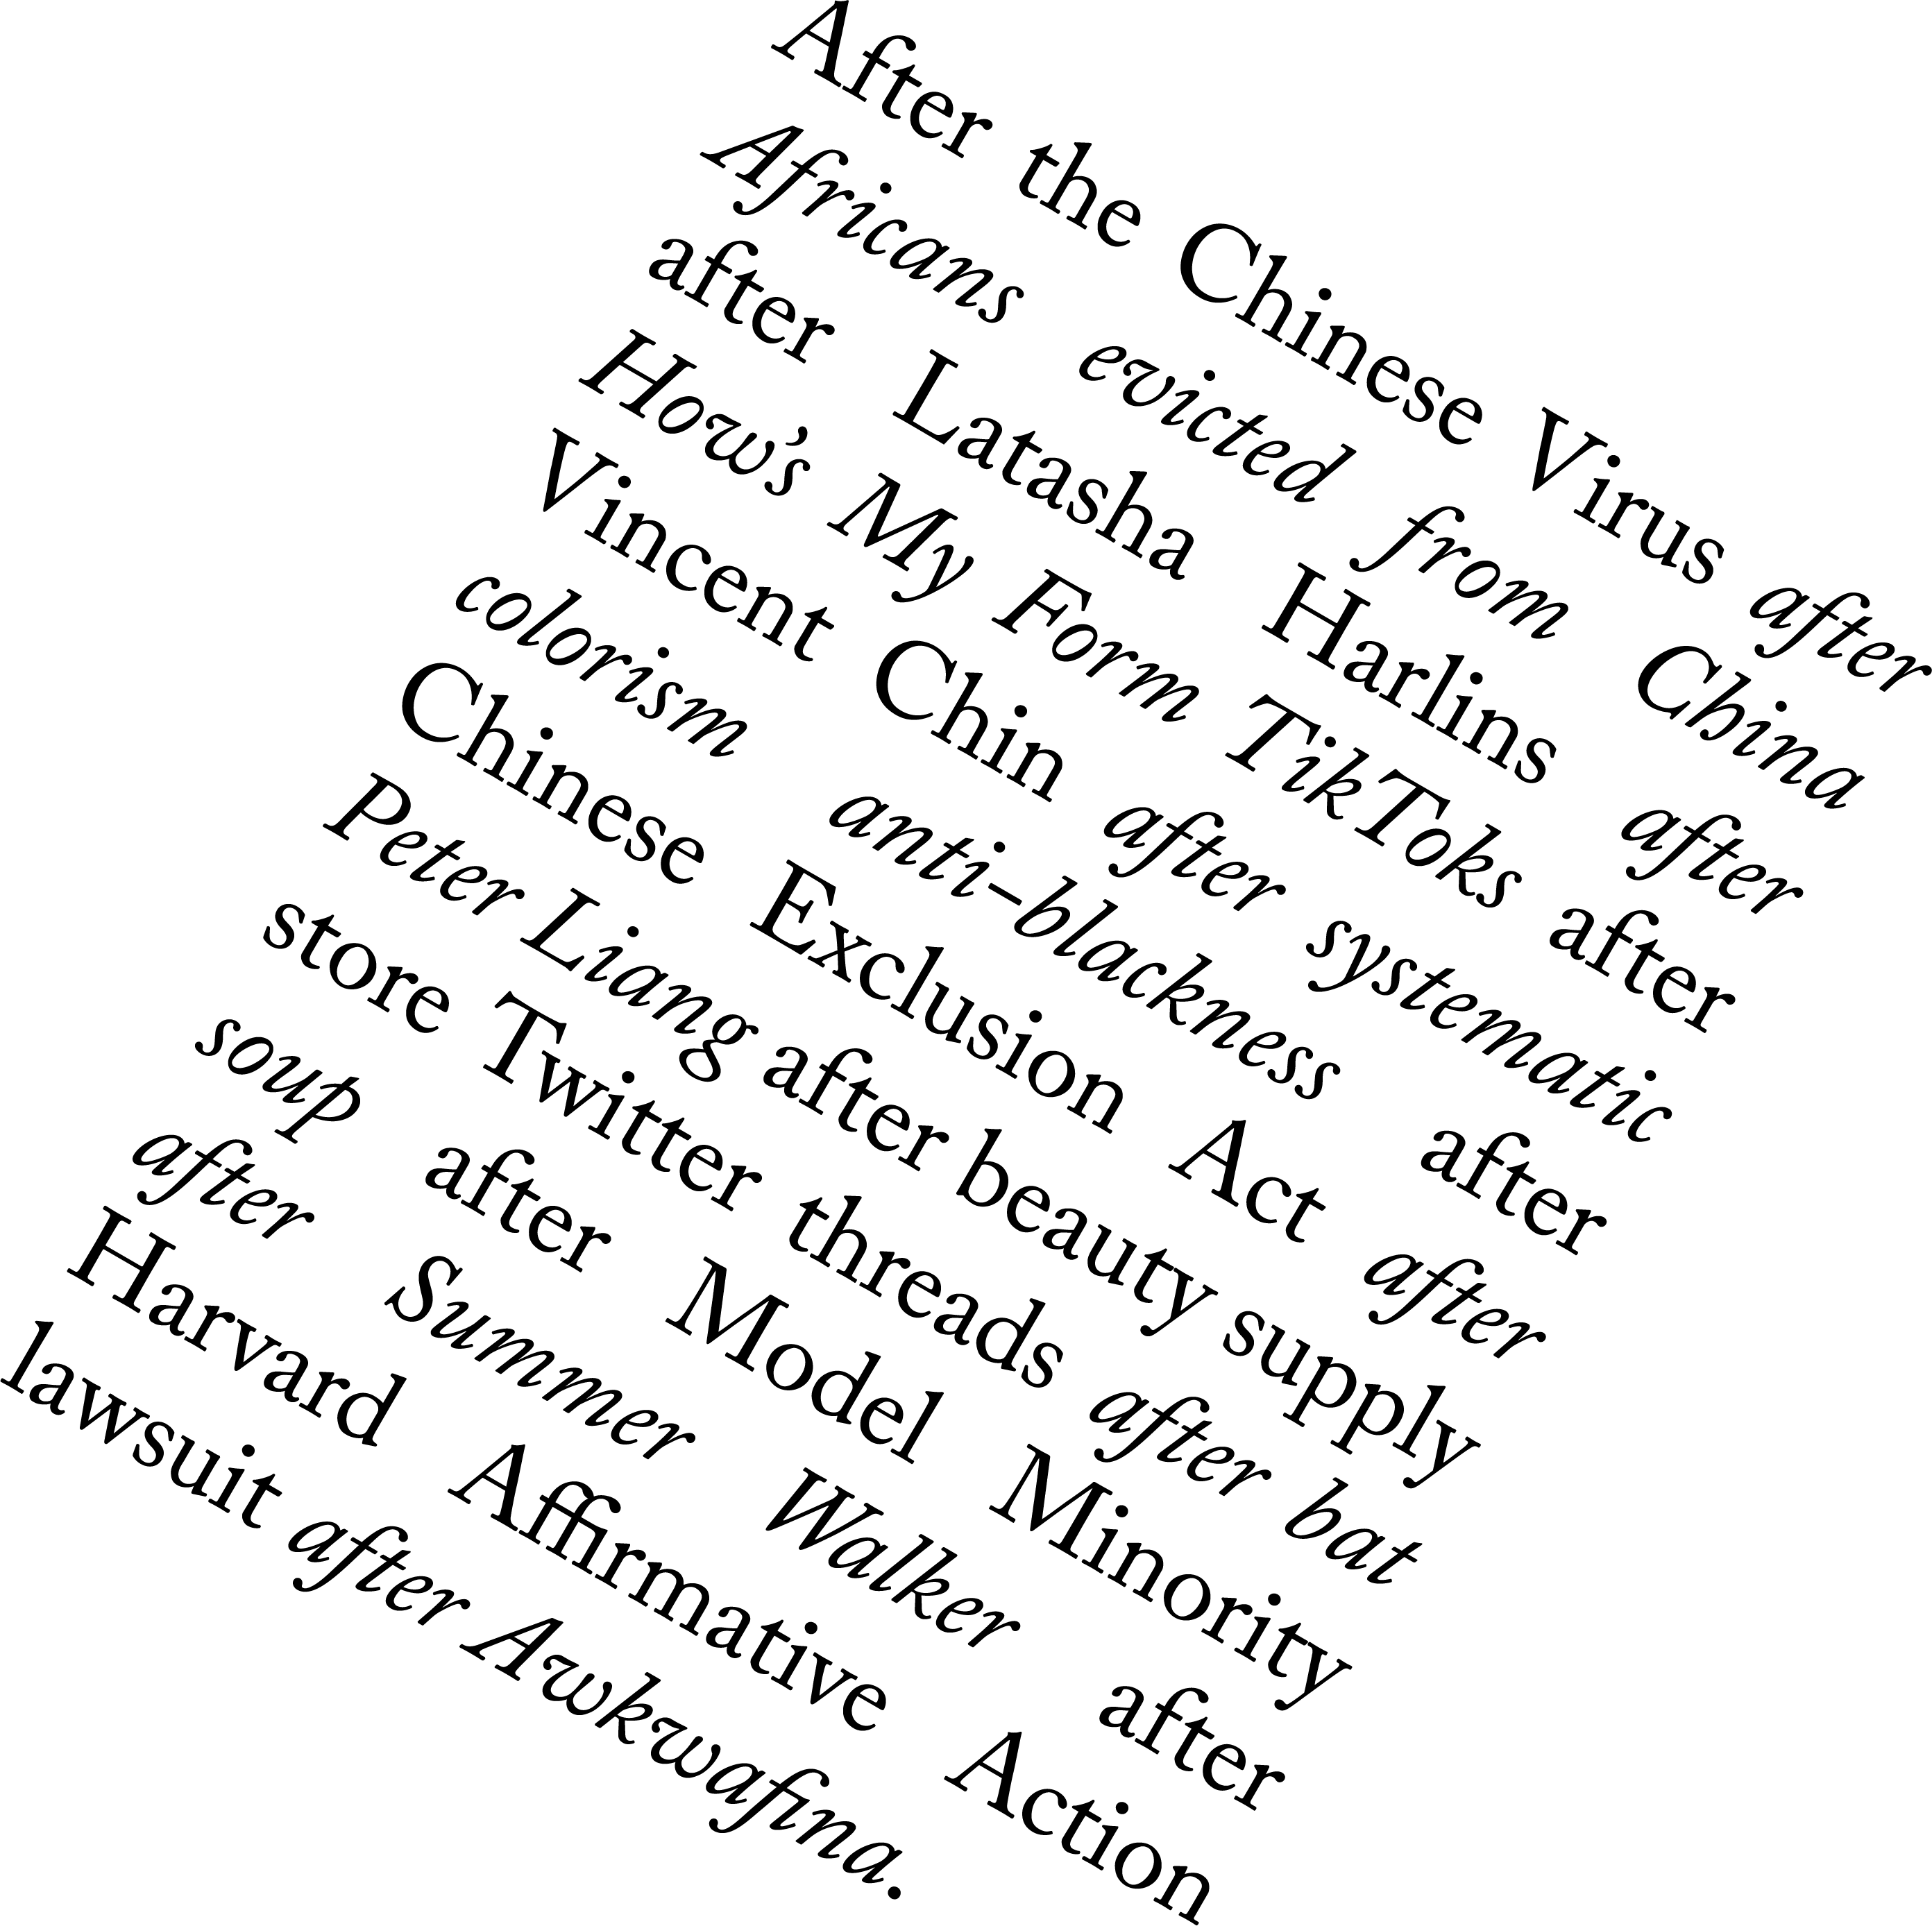 After the Chinese Virus after
Africans evicted from China after
after Latasha Harlins after
How's My Form TikToks after
Vincent Chin after systematic
colorism anti-blackness after
Chinese Exclusion Act after
Peter Liang after beauty supply
store Twitter threads after bat
soup after Model Minority
after Summer Walker after
Harvard Affirmative Action
lawsuit after Awkwafina.